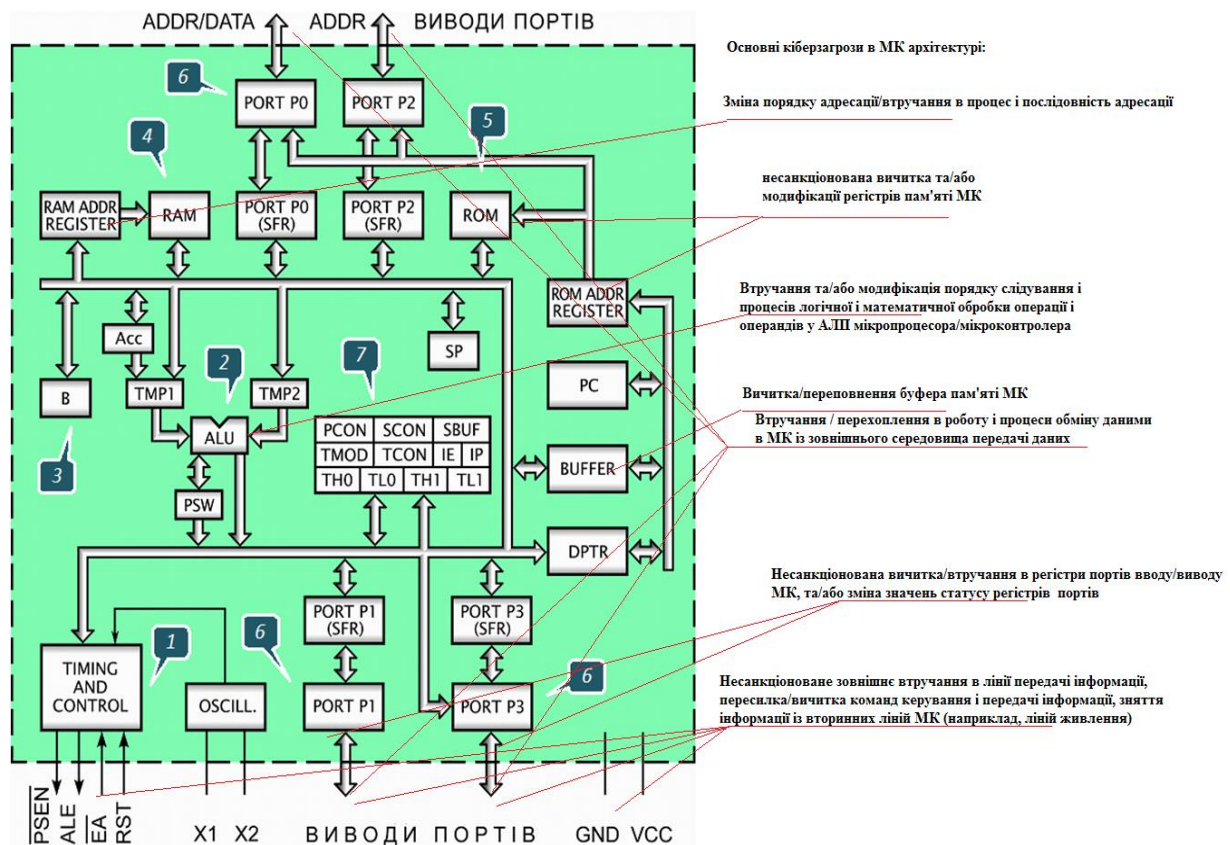 ADDR/DATA ADDR ВИВОДИ ПОРТІВ
6
PORT P0
PORT P2
4
5
RAM ADDR
REGISTER
RAM
PORT P0
(SFR)
PORT P2
(SFR)
ROM
ROM ADDR
REGISTER
Acc
SP
2
7
B
TMP1
TMP2
PC
ALU
3
PCON SCON SBUF
TMOD TCON IE IP
TH0 TL0 TH1 TL1
BUFFER
PSW
DPTR
PORT P1
(SFR)
PORT P3
(SFR)
1
6
6
TIMING
AND
CONTROL
OSCILL.
PORT P1
PORT P3
PSEN
ALE
EA
RST
X1 X2 ВИВОДИ ПОРТІВ GND VCC
Основні кіберзагрози в МК архітектурі:
Зміна порядку адресації/втручання в процес і послідовність адресації
несанкціонована вичитка та/або
модифікації регістрів пам'яті МК
Втручання та/або модифікація порядку слідування і
процесів логічної і математичної обробки операції і
операндів у АЛП мікропроцесора/мікроконтролера
Вичитка/переповнення буфера пам'яті МК
Втручання / перехоплення в роботу і процеси обміну даними
в МК із зовнішнього середовища передачі даних
Несанкціонована вичитка/втручання в регістри портів вводу/виводу
МК, та/або зміна значень статусу регістрів портів
Несанкціоноване зовнішнє втручання в лінії передачі інформації,
пересилка/вичитка команд керування і передачі інформації, зняття
інформації із вторинних ліній МК (наприклад, ліній живлення)